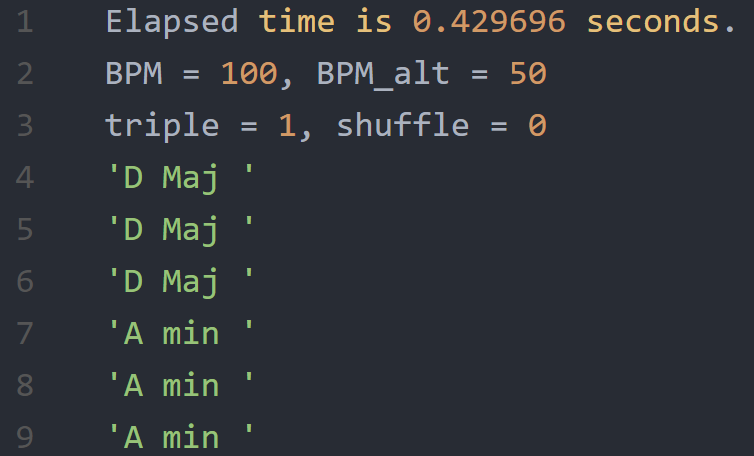 1 Elapsed time is 0.429696 seconds.
2 BPM = 100, BPM_alt = 50
3 triple = 1, shuffle = 0
4 'D Maj '
5 'D Maj '
6 'D Maj '
7 'A min '
8 'A min '
9 'A min '